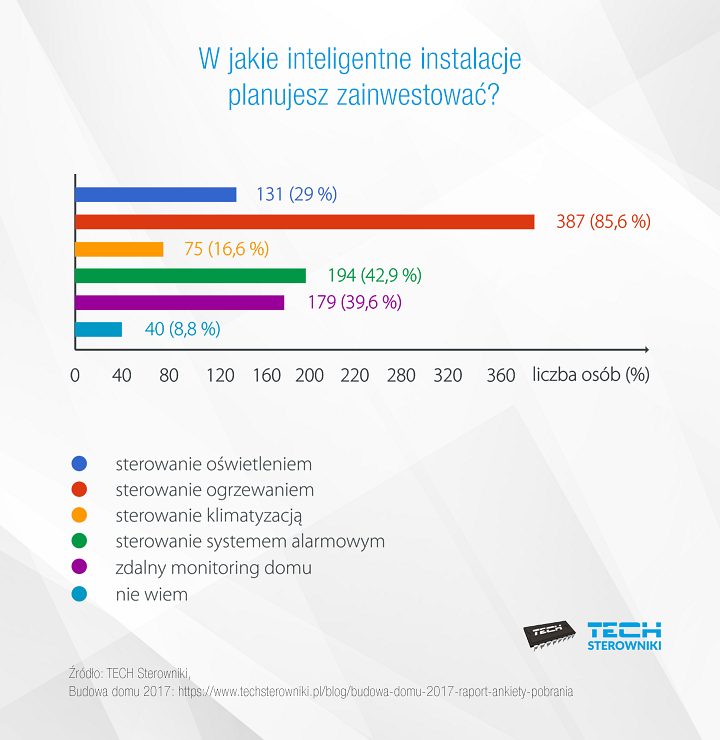 W jakie inteligentne instalacje
planujesz zainwestować?
131 (29 %)
387 (85,6 %)
75 (16,6 %)
194 (42,9 %)
179 (39,6 %)
40 (8,8 %)
0 40 80 120 160 200 220 280 320 360 liczba osób (%)
sterowanie oświetleniem
sterowanie ogrzewaniem
sterowanie klimatyzacją
sterowanie systemem alarmowym
zdalny monitoring domu
nie wiem
TECH
TECH
STEROWNIKI
Źródło: TECH Sterowniki,
Budowa domu 2017: https://www.techsterowniki.pl/blog/budowa-domu-2017-raport-ankiety-pobrania